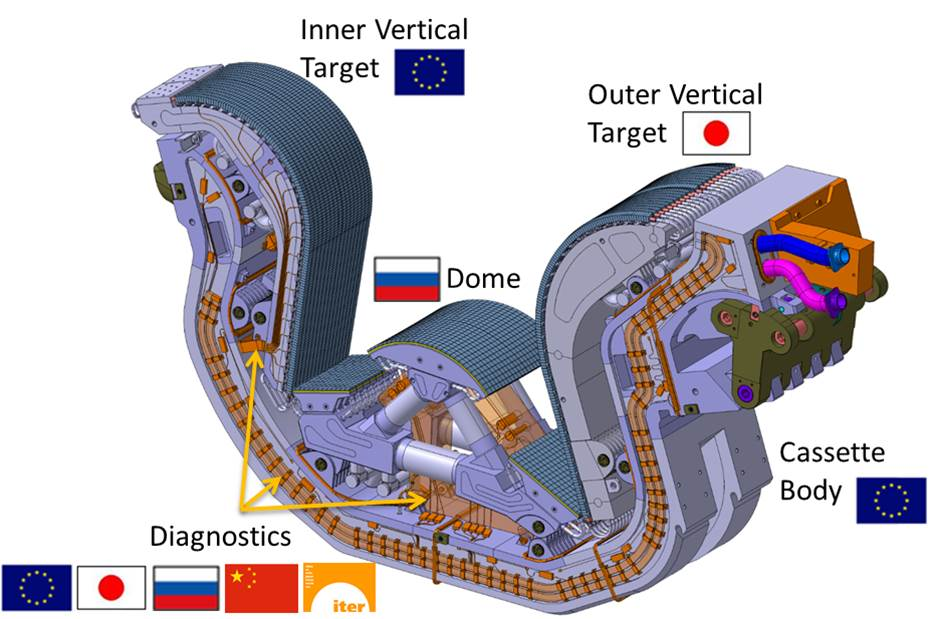 Inner Vertical
Target
Outer Vertical
Target
Dome
Cassette
Body
Diagnostics
iter